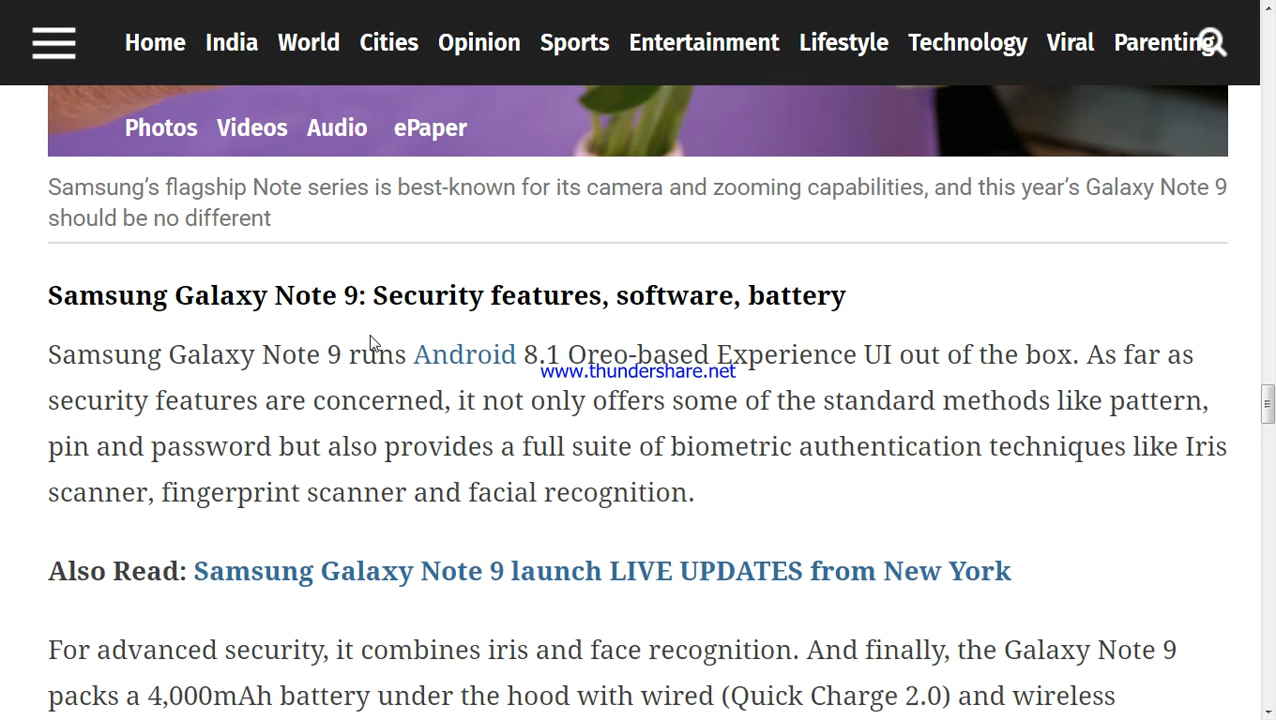 Home India World Cities Opinion Sports Entertainment Lifestyle Technology Viral Parenting
Photos Videos Audio ePaper
Samsung’s flagship Note series is best-known for its camera and zooming capabilities, and this year’s Galaxy Note 9
should be no different
Samsung Galaxy Note 9: Security features, software, battery
Samsung Galaxy Note 9 runs Android 8.1 Oreo-based Experience UI out of the box. As far as
www.thundershare.net
security features are concerned, it not only offers some of the standard methods like pattern,
pin and password but also provides a full suite of biometric authentication techniques like Iris
scanner, fingerprint scanner and facial recognition.
Also Read: Samsung Galaxy Note 9 launch LIVE UPDATES from New York
For advanced security, it combines iris and face recognition. And finally, the Galaxy Note 9
packs a 4,000mAh battery under the hood with wired (Quick Charge 2.0) and wireless